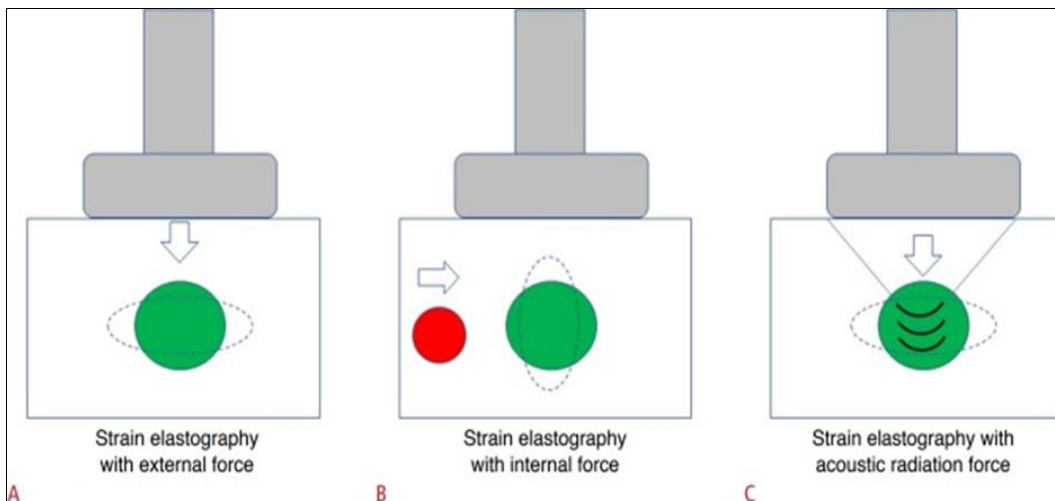 Strain elastography
with external force
Strain elastography
with internal force
Strain elastography with
acoustic radiation force
A
B
C